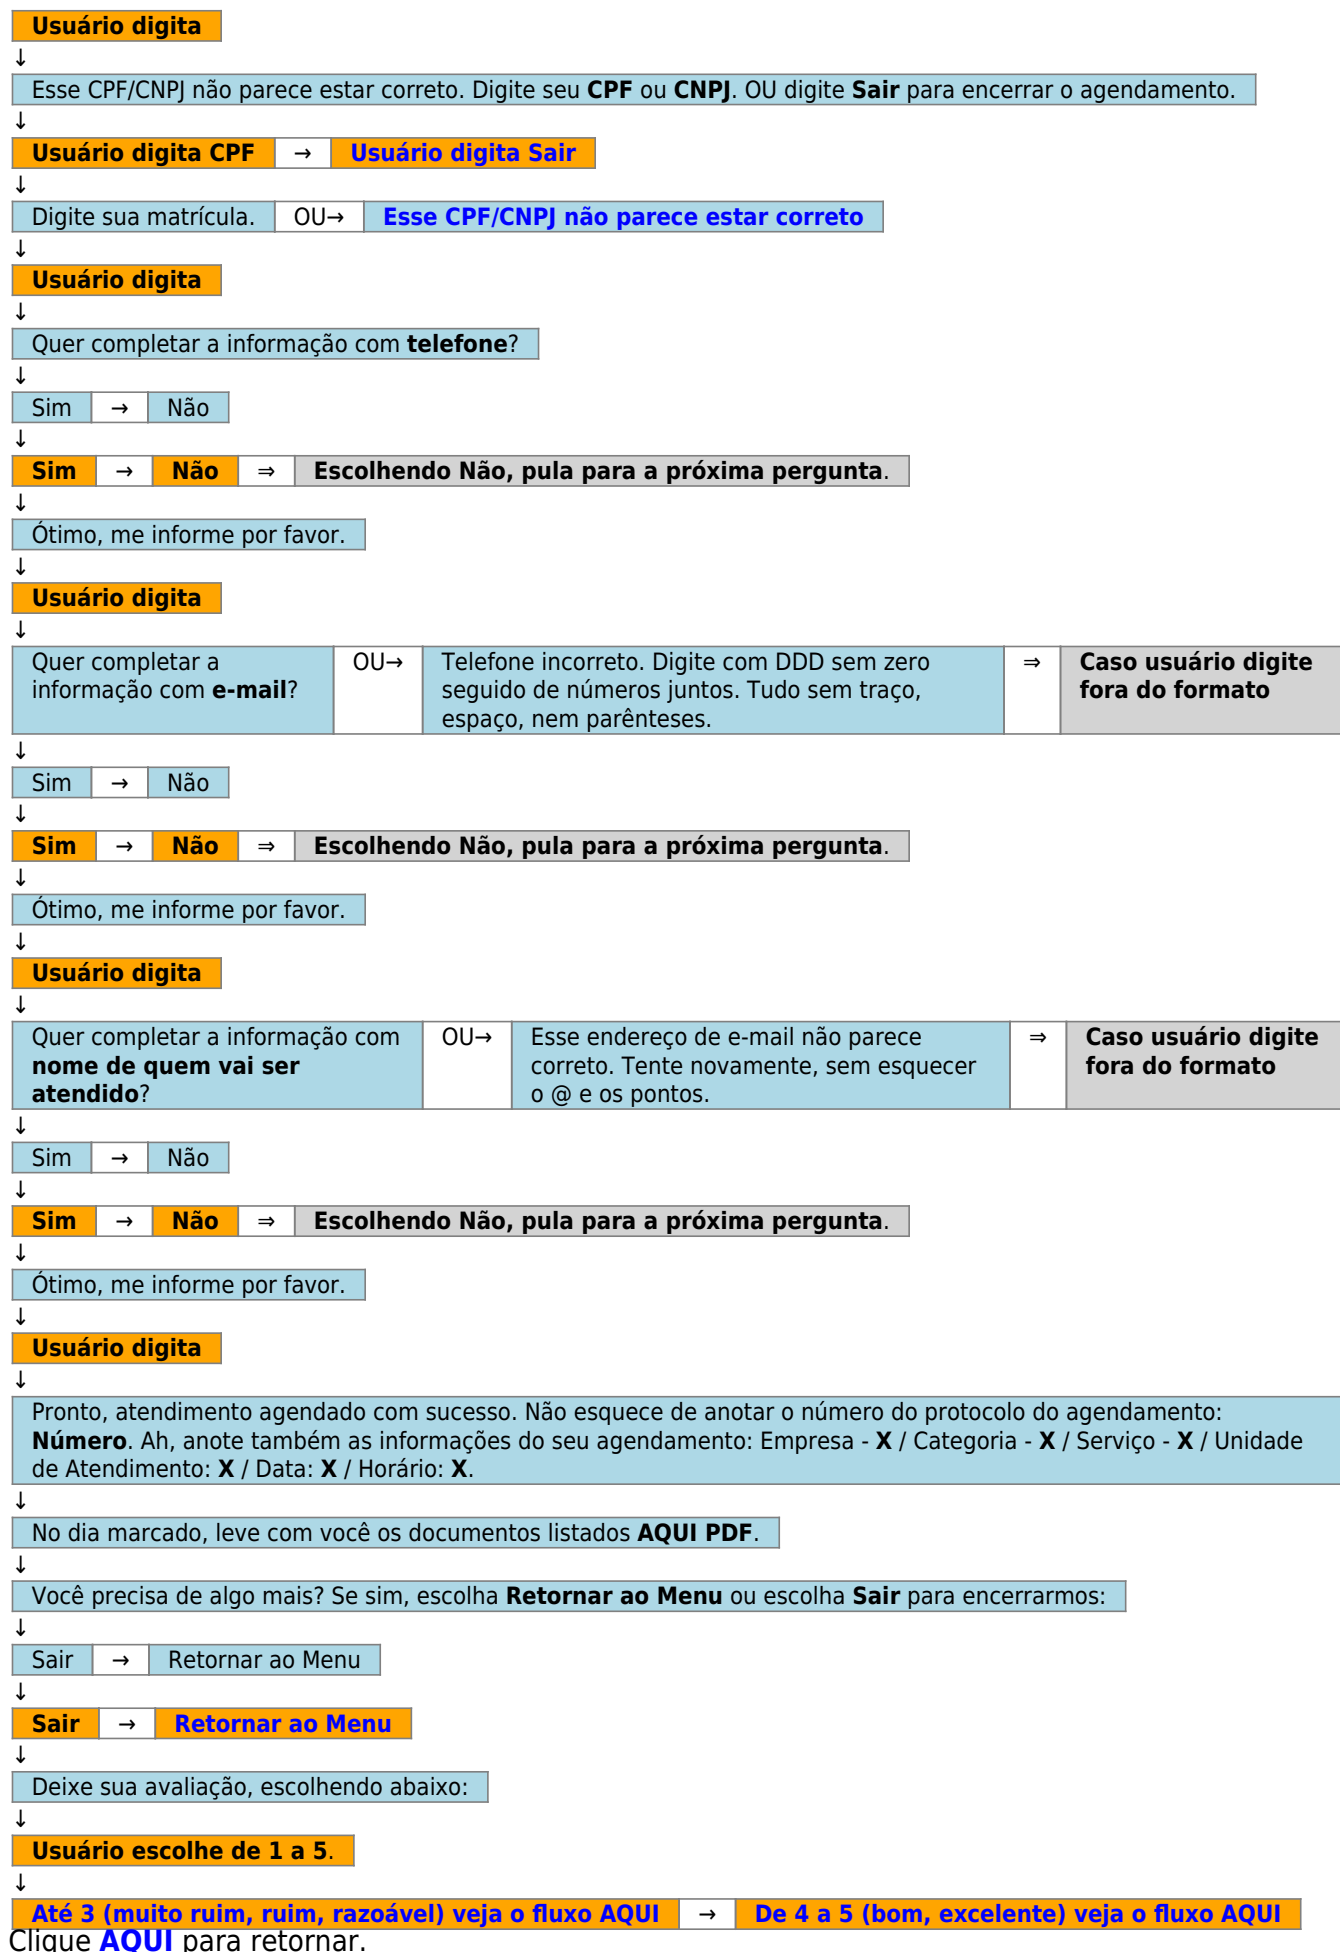 Usuário digita
↓
Esse CPF/CNPJ não parece estar correto. Digite seu CPF ou CNPJ. OU digite Sair para encerrar o agendamento.
↓
Usuário digita CPF → Usuário digita Sair
↓
Digite sua matrícula. OU→ Esse CPF/CNPJ não parece estar correto
↓
Usuário digita
↓
Quer completar a informação com telefone?
↓
Sim → Não
↓
Sim → Não ⇒ Escolhendo Não, pula para a próxima pergunta.
↓
Ótimo, me informe por favor.
↓
Usuário digita
↓
Quer completar a
informação com e-mail?
OU→
Telefone incorreto. Digite com DDD sem zero
seguido de números juntos. Tudo sem traço,
espaço, nem parênteses.
⇒
Caso usuário digite
fora do formato
↓
Sim → Não
↓
Sim → Não ⇒ Escolhendo Não, pula para a próxima pergunta.
↓
Ótimo, me informe por favor.
↓
Usuário digita
↓
Quer completar a informação com
nome de quem vai ser
atendido?
OU→
Esse endereço de e-mail não parece
correto. Tente novamente, sem esquecer
o @ e os pontos.
⇒
Caso usuário digite
fora do formato
↓
Sim → Não
↓
Sim → Não ⇒ Escolhendo Não, pula para a próxima pergunta.
↓
Ótimo, me informe por favor.
↓
Usuário digita
↓
Pronto, atendimento agendado com sucesso. Não esquece de anotar o número do protocolo do agendamento:
Número. Ah, anote também as informações do seu agendamento: Empresa - X / Categoria - X / Serviço - X / Unidade
de Atendimento: X / Data: X / Horário: X.
↓
No dia marcado, leve com você os documentos listados AQUI PDF.
↓
Você precisa de algo mais? Se sim, escolha Retornar ao Menu ou escolha Sair para encerrarmos:
↓
Sair → Retornar ao Menu
↓
Sair → Retornar ao Menu
↓
Deixe sua avaliação, escolhendo abaixo:
↓
Usuário escolhe de 1 a 5.
↓
Até 3 (muito ruim, ruim, razoável) veja o fluxo AQUI → De 4 a 5 (bom, excelente) veja o fluxo AQUI
Clique AQUI para retornar.